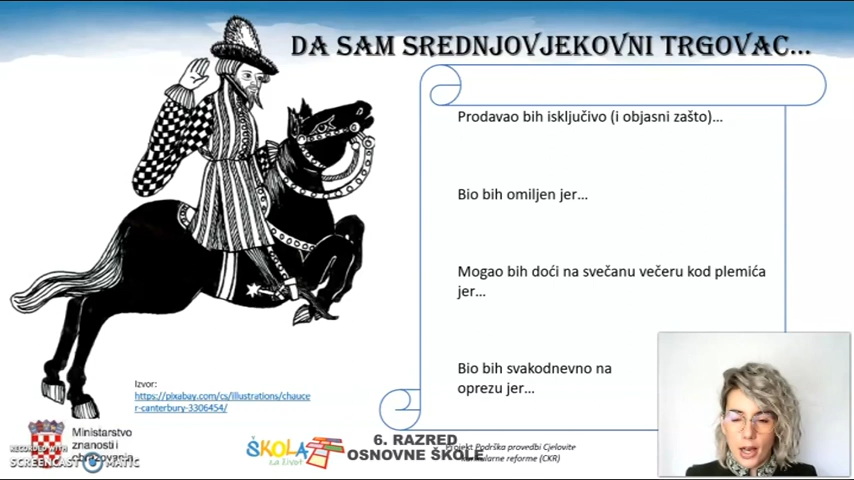 DA SAM SREDNJOVJEKOVNI TRGOVAC...
Prodavao bih isključivo (i objasni zašto)...
Bio bih omiljen jer...
Mogao bih doći na svečanu večeru kod plemića
jer...
Bio bih svakodnevno na
oprezu jer...
Izvor:
https://pixabay.com/cs/illustrations/chauce
r-canterbury-3306454/
Ministarstvo
znanosti i
obrazovanja
RECORDED WITH
SCREENCAST MATIC
ŠKOLA
za život
6. RAZRED
OSNOVNE ŠKOLE
Projekt Podrška provedbi Cjelovite
kurikularne reforme (CKR)